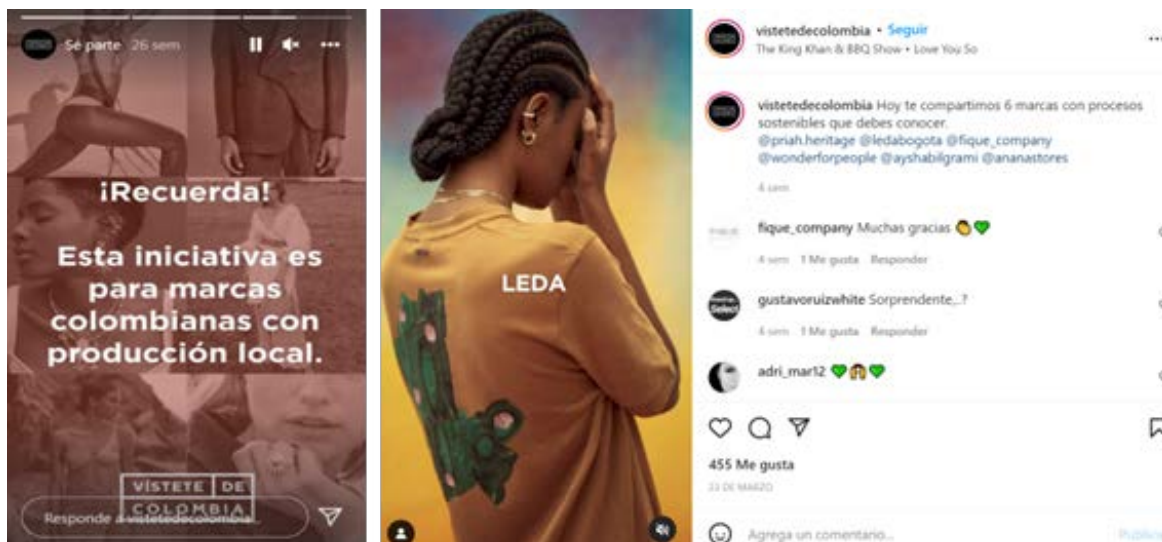 Sé parte 26 sem
¡Recuerda!
Esta iniciativa es
para marcas
colombianas con
producción local.
VÍSTETE DE
COLOMBIA
Responde a vistetedecolombia...
LEDA
vistetedecolombia • Seguir
The King Khan & BBQ Show • Love You So
vistetedecolombia Hoy te compartimos 6 marcas con procesos
sostenibles que debes conocer.
@priah.heritage @ledabogota @fique_company
@wonderforpeople @ayshabilgrami @ananastores
4 sem
fique_company Muchas gracias 👏💚
4 sem 1 Me gusta Responder
gustavoruizwhite Sorprendente,..?
4 sem 1 Me gusta Responder
adri_mar12 💚🙌💚
455 Me gusta
23 DE MARZO
Agrega un comentario...